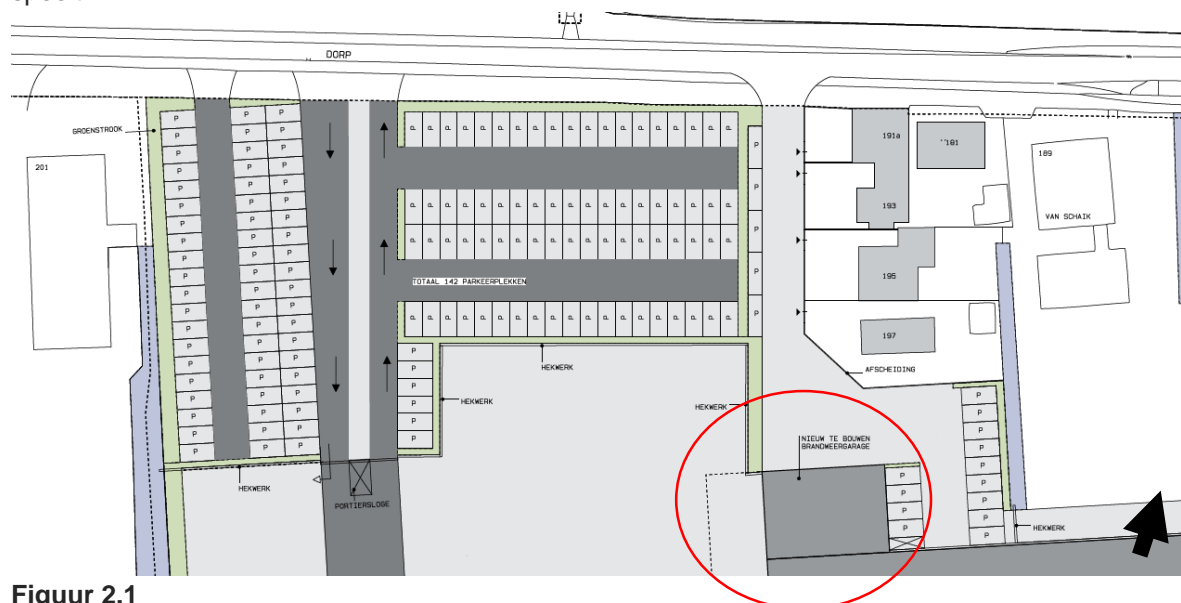 DORP
GROENSTROOK
P P P P P P P P P P P P P P P P P
P P P P P P P P P P P P P P P P P
P P P P P P P P P P P P P P P P P
P P P P P P P P P P P P P P P P P P P
P P P P P P P P P P P P P P P P P P P
P P P P P P P P P P P P P P P P P P P
TOTAAL 142 PARKEERPLEKKEN
P P P P P P P P P P P P P P P P P P P
P P P P P
P P P P P P
201
191a
193
195
197
189
VAN SCHAIK
AFSCHEIDING
HEKWERK
HEKWERK
HEKWERK
HEKWERK
PORTIERSLOGE
NIEUW TE BOUWEN
BRANDWEERGARAGE
P P P P
P P P P P P P P
HEKWERK
Figuur 2.1